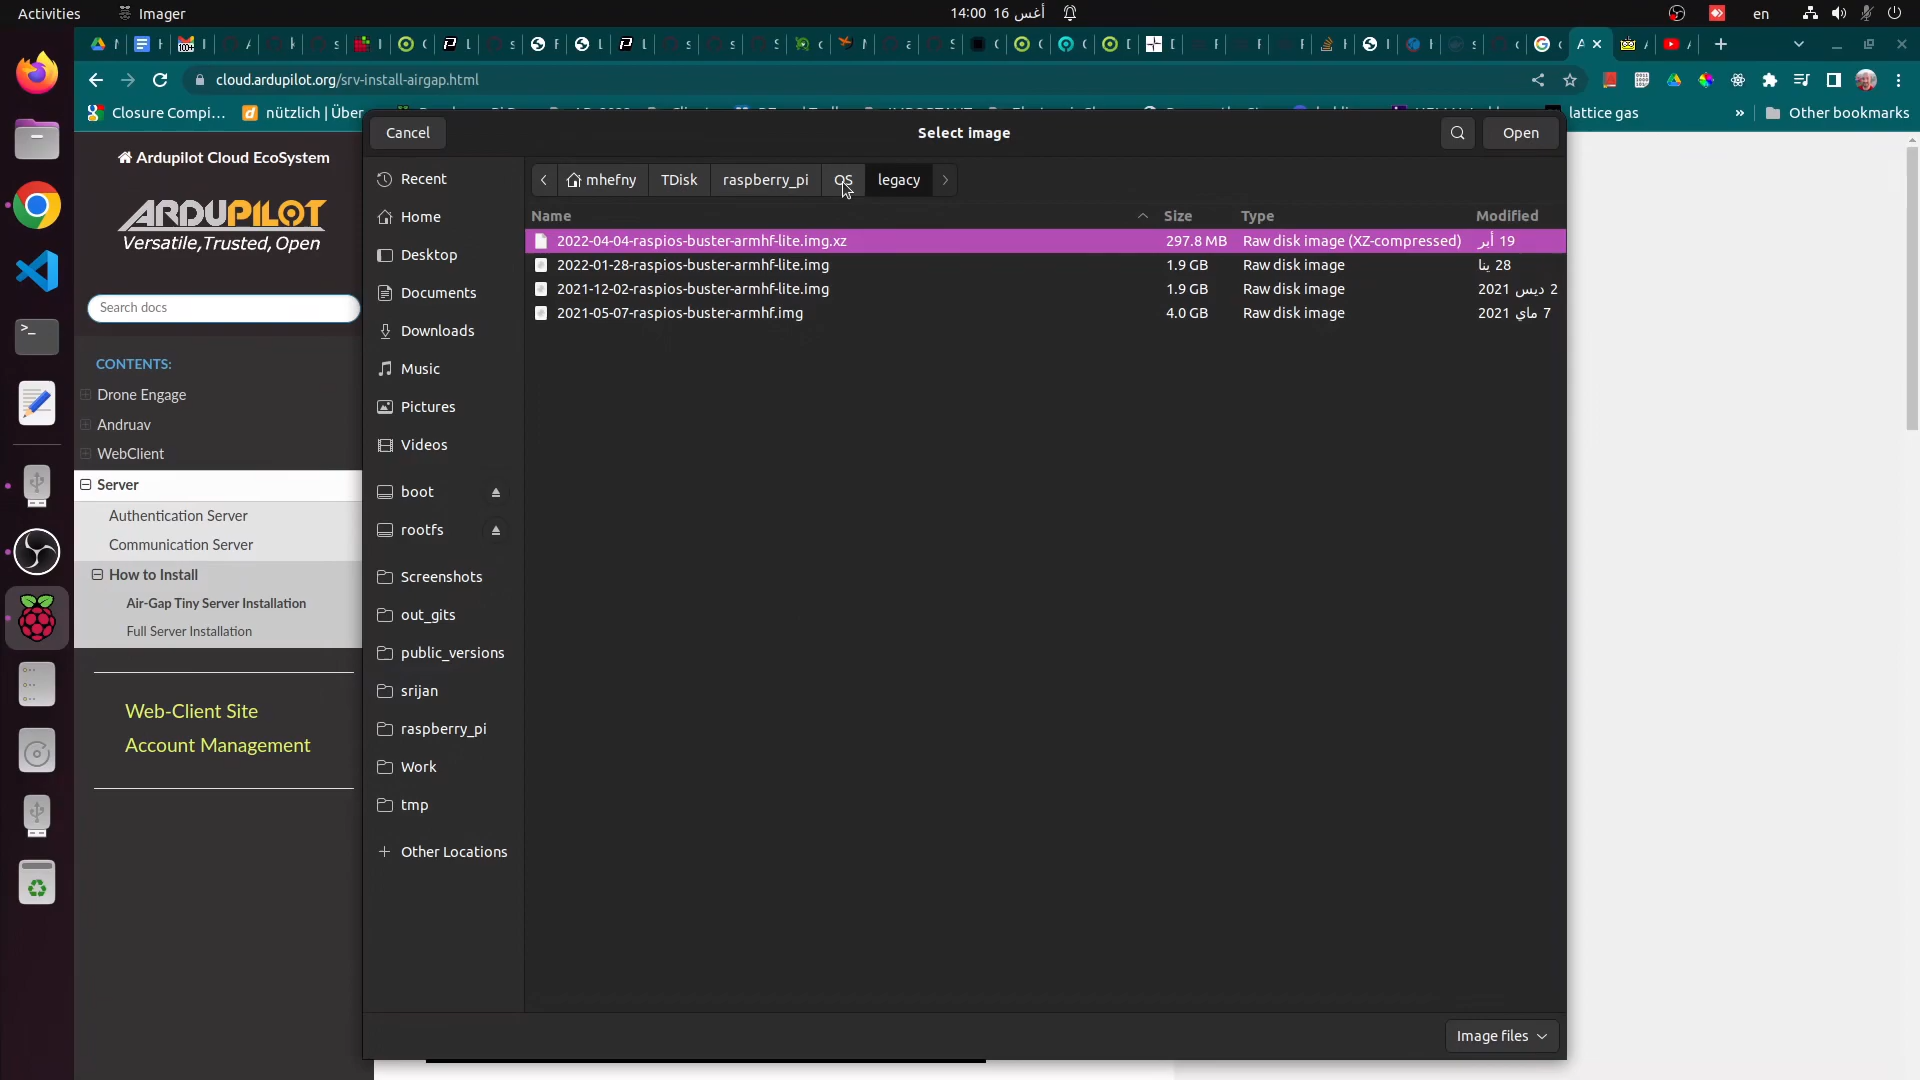 Activities
Imager
14:00 16 أغس
en
cloud.ardupilot.org/srv-install-airgap.html
Closure Compi...
nützlich | Über
lattice gas
»
Other bookmarks
Ardupilot Cloud EcoSystem
ARDUPILOT
Versatile,Trusted, Open
Search docs
CONTENTS:
Drone Engage
Andruav
WebClient
Server
Authentication Server
Communication Server
How to Install
Air-Gap Tiny Server Installation
Full Server Installation
Web-Client Site
Account Management
Cancel
Select image
Open
Recent
Home
Desktop
Documents
Downloads
Music
Pictures
Videos
boot
rootfs
Screenshots
out_gits
public_versions
srijan
raspberry_pi
Work
tmp
Other Locations
mhefny TDisk raspberry_pi OS legacy
Name Size Type Modified
2022-04-04-raspios-buster-armhf-lite.img.xz 297.8 MB Raw disk image (XZ-compressed) 19 أبر
2022-01-28-raspios-buster-armhf-lite.img 1.9 GB Raw disk image 28 ينا
2021-12-02-raspios-buster-armhf-lite.img 1.9 GB Raw disk image 2 ديس 2021
2021-05-07-raspios-buster-armhf.img 4.0 GB Raw disk image 7 ماي 2021
Image files